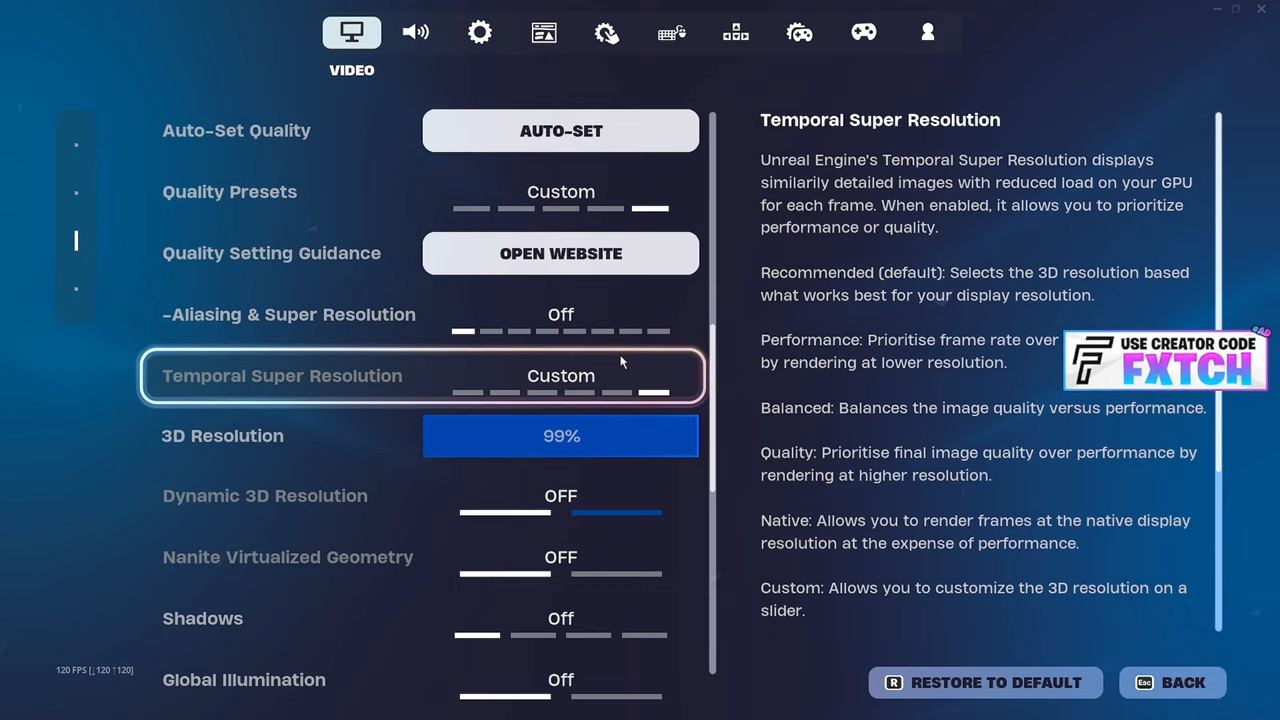 VIDEO
Auto-Set Quality
AUTO-SET
Quality Presets
Custom
Quality Setting Guidance
OPEN WEBSITE
-Aliasing & Super Resolution
Off
Temporal Super Resolution
Custom
3D Resolution
99%
Dynamic 3D Resolution
OFF
Nanite Virtualized Geometry
OFF
Shadows
Off
Global Illumination
Off
120 FPS [↓120 ↑120]
Temporal Super Resolution
Unreal Engine's Temporal Super Resolution displays
similarily detailed images with reduced load on your GPU
for each frame. When enabled, it allows you to prioritize
performance or quality.
Recommended (default): Selects the 3D resolution based
what works best for your display resolution.
Performance: Prioritise frame rate over
by rendering at lower resolution.
Balanced: Balances the image quality versus performance.
Quality: Prioritise final image quality over performance by
rendering at higher resolution.
Native: Allows you to render frames at the native display
resolution at the expense of performance.
Custom: Allows you to customize the 3D resolution on a
slider.
#AD
USE CREATOR CODE
FXTCH
R RESTORE TO DEFAULT
Esc BACK